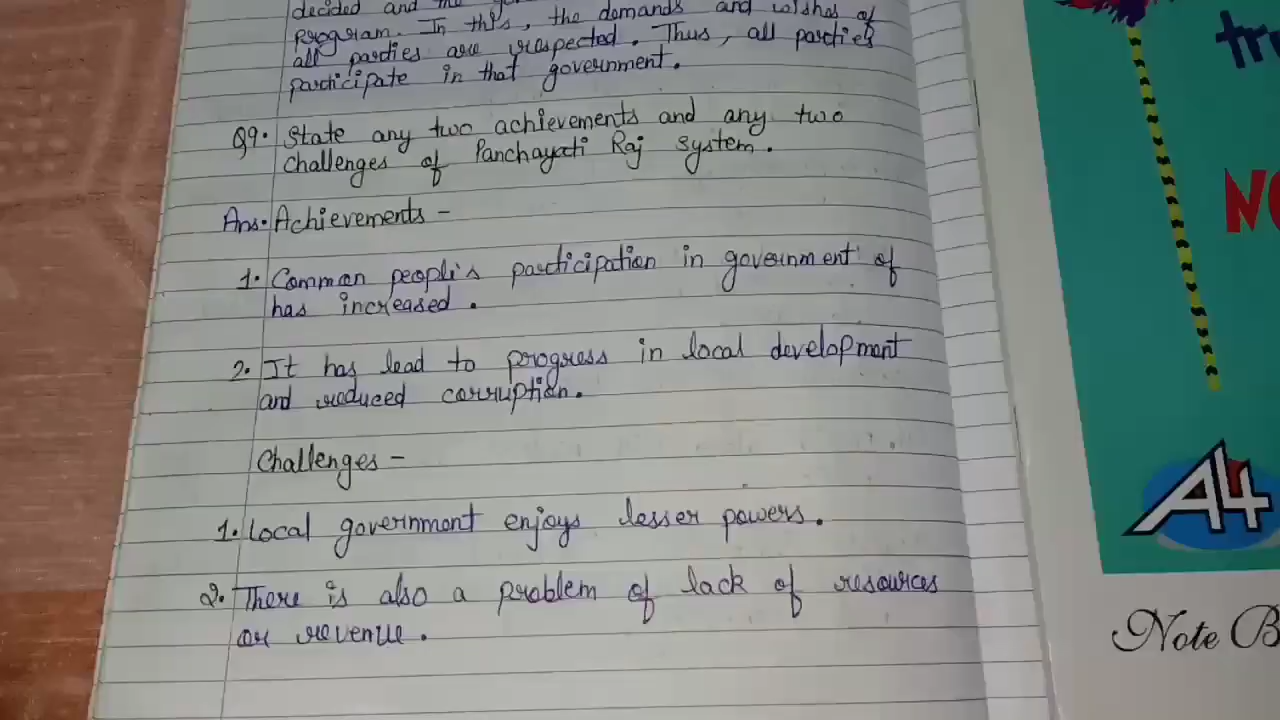 decided and the
program. In this, the demands and wishes of
all parties are respected. Thus, all parties
participate in that government.
Q9. State any two achievements and any two
challenges of Panchayati Raj system.
Ans. Achievements -
1. Common people's participation in government of
has increased.
2. It has lead to progress in local development
and reduced corruption.
Challenges -
1. Local government enjoys lesser powers.
2. There is also a problem of lack of resources
or revenue.
A4
Note B